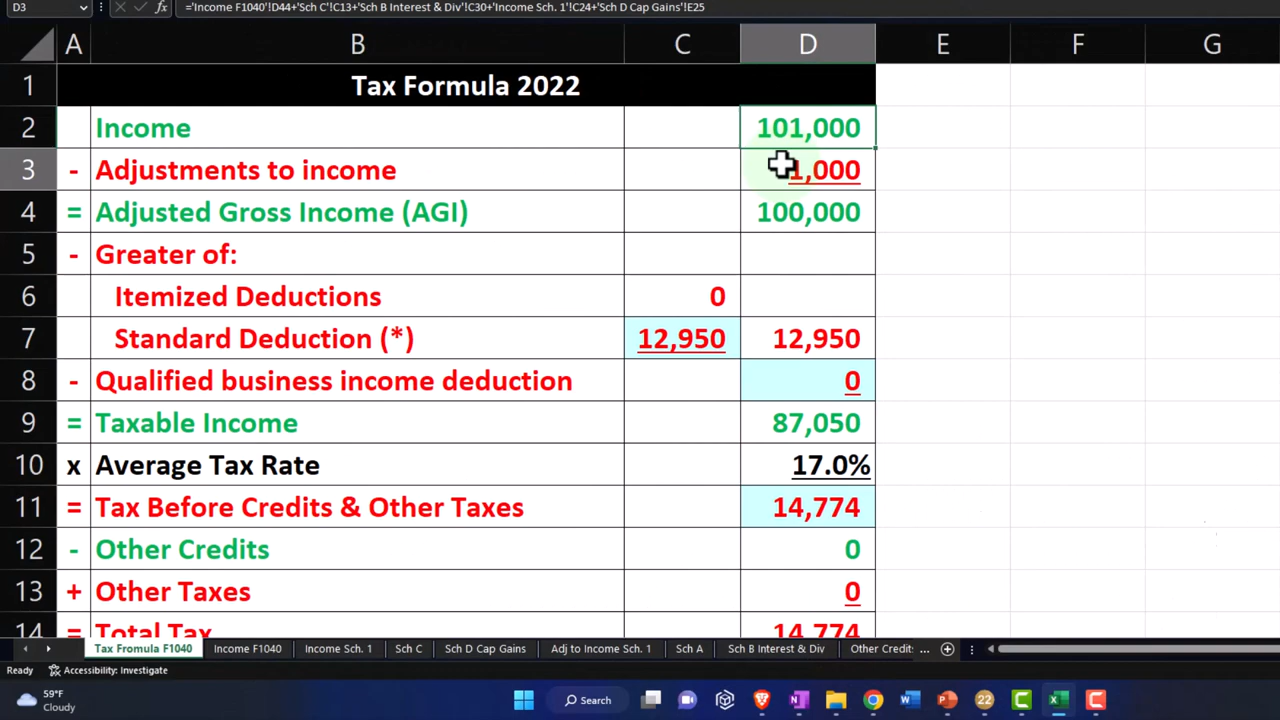 D3 fx ='Income F1040'!D44+'Sch C'!C13+'Sch B Interest & Div'!C30+'Income Sch. 1'!C24+'Sch D Cap Gains'!E25
A B C D E F G
1 Tax Formula 2022
2 Income 101,000
3 - Adjustments to income 1,000
4 = Adjusted Gross Income (AGI) 100,000
5 - Greater of:
6 Itemized Deductions 0
7 Standard Deduction (*) 12,950 12,950
8 - Qualified business income deduction 0
9 = Taxable Income 87,050
10 x Average Tax Rate 17.0%
11 = Tax Before Credits & Other Taxes 14,774
12 - Other Credits 0
13 + Other Taxes 0
14 = Total Tax 14,774
Tax Fromula F1040 Income F1040 Income Sch. 1 Sch C Sch D Cap Gains Adj to Income Sch. 1 Sch A Sch B Interest & Div Other Credits ...
Ready Accessibility: Investigate
59°F
Cloudy
Search
22